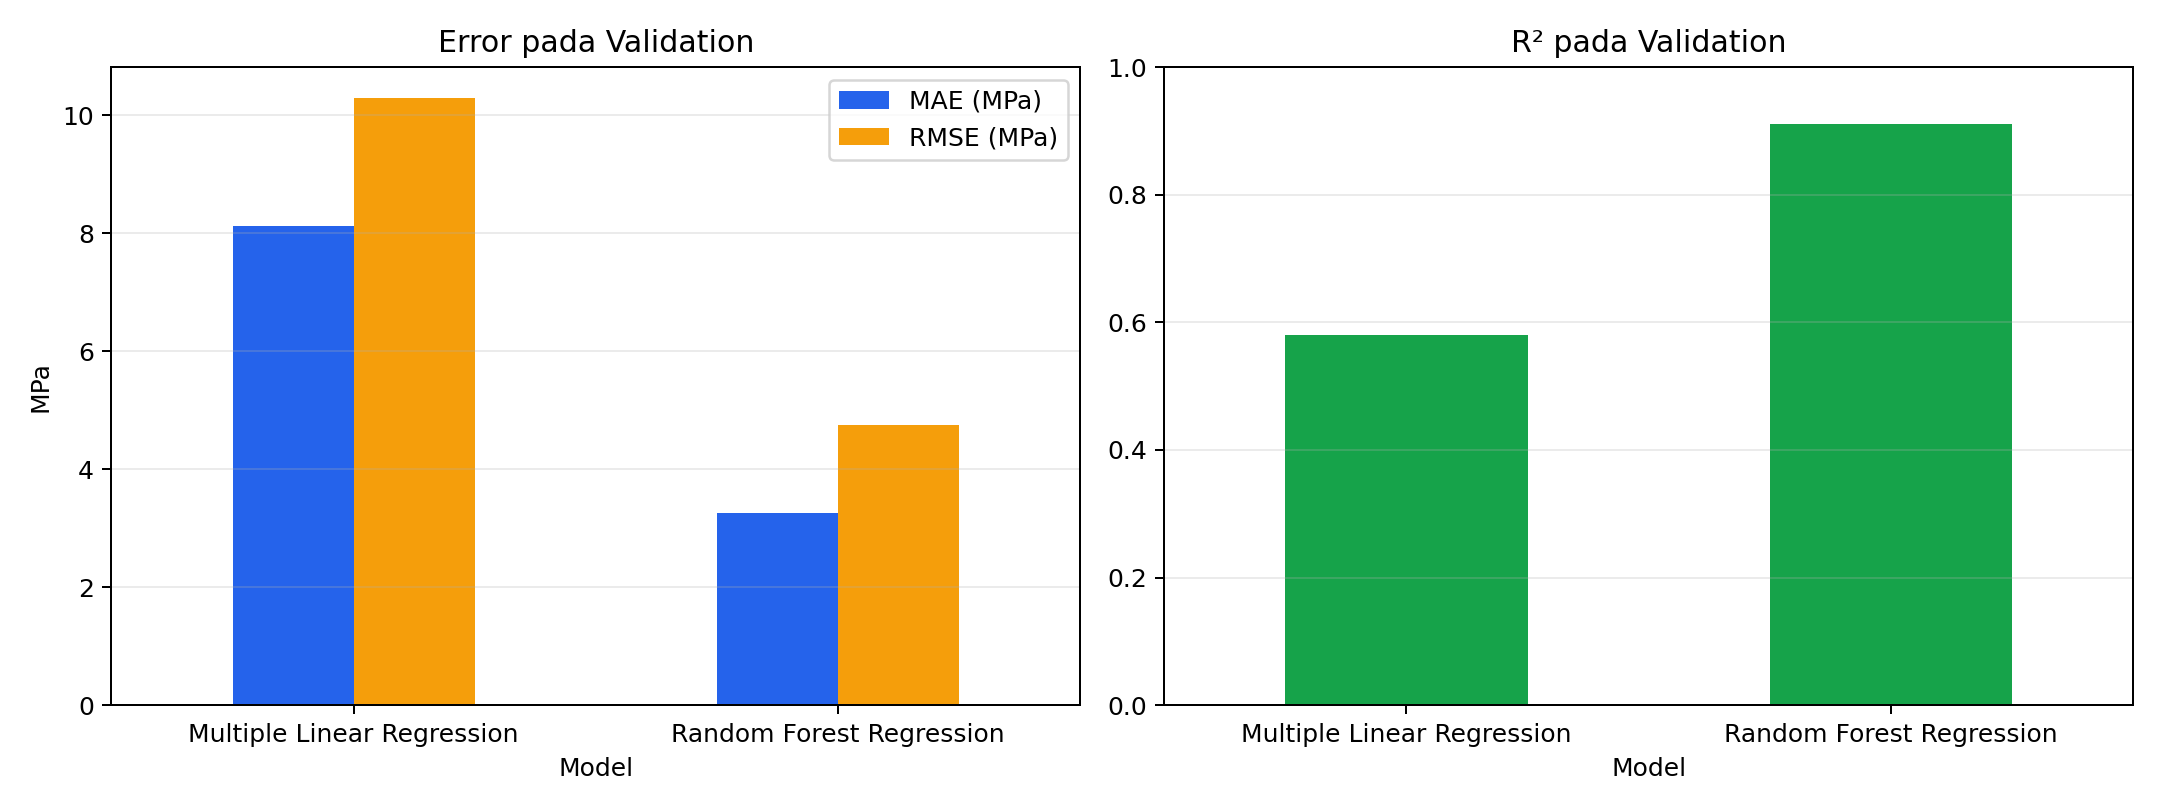 Error pada Validation
MAE (MPa)
RMSE (MPa)
10
8
6
4
2
0
MPa
Multiple Linear Regression
Random Forest Regression
Model
R² pada Validation
1.0
0.8
0.6
0.4
0.2
0.0
Multiple Linear Regression
Random Forest Regression
Model